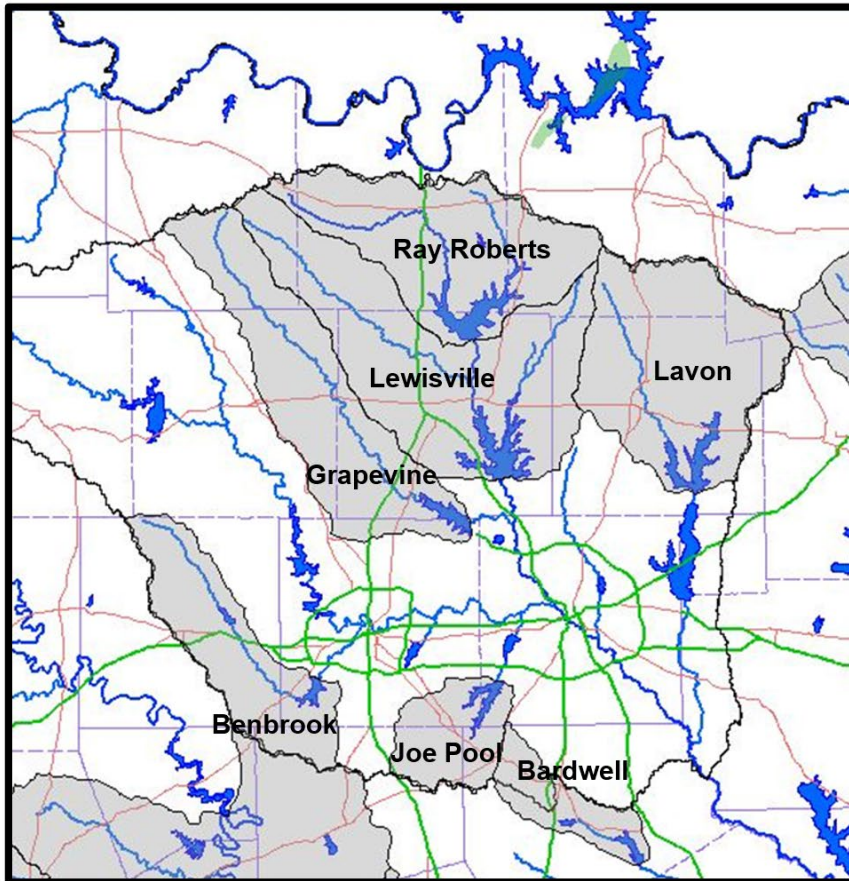 Ray Roberts
Lewisville
Lavon
Grapevine
Benbrook
Joe Pool
Bardwell